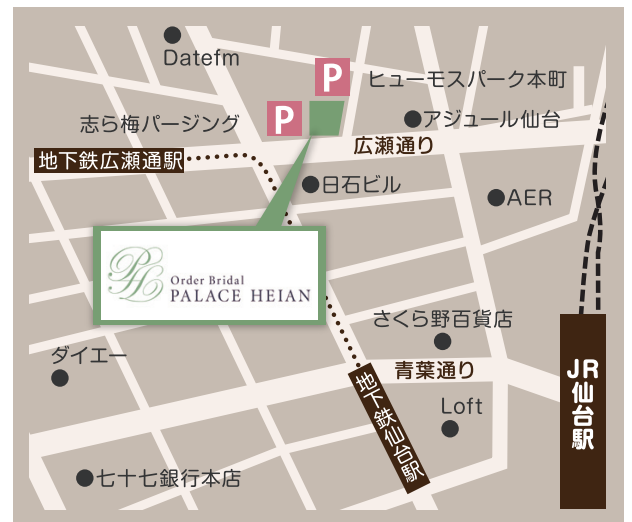 Datefm
P
ヒューモスパーク本町
志ら梅パージング
P
アジュール仙台
広瀬通り
地下鉄広瀬通駅
日石ビル
AER
PH
Order Bridal
PALACE HEIAN
さくら野百貨店
ダイエー
青葉通り
JR仙台駅
地下鉄仙台駅
Loft
七十七銀行本店